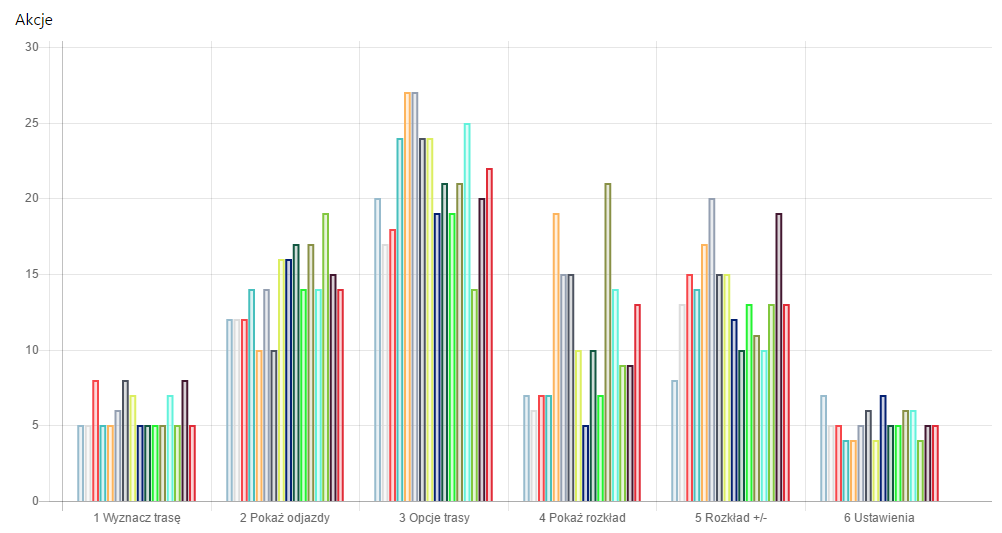 Akcje
30
25
20
15
10
5
0
1 Wyznacz trasę
2 Pokaż odjazdy
3 Opcje trasy
4 Pokaż rozkład
5 Rozkład +/-
6 Ustawienia